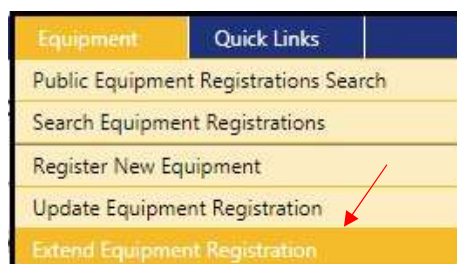 Equipment Quick Links
Public Equipment Registrations Search
Search Equipment Registrations
Register New Equipment
Update Equipment Registration
Extend Equipment Registration